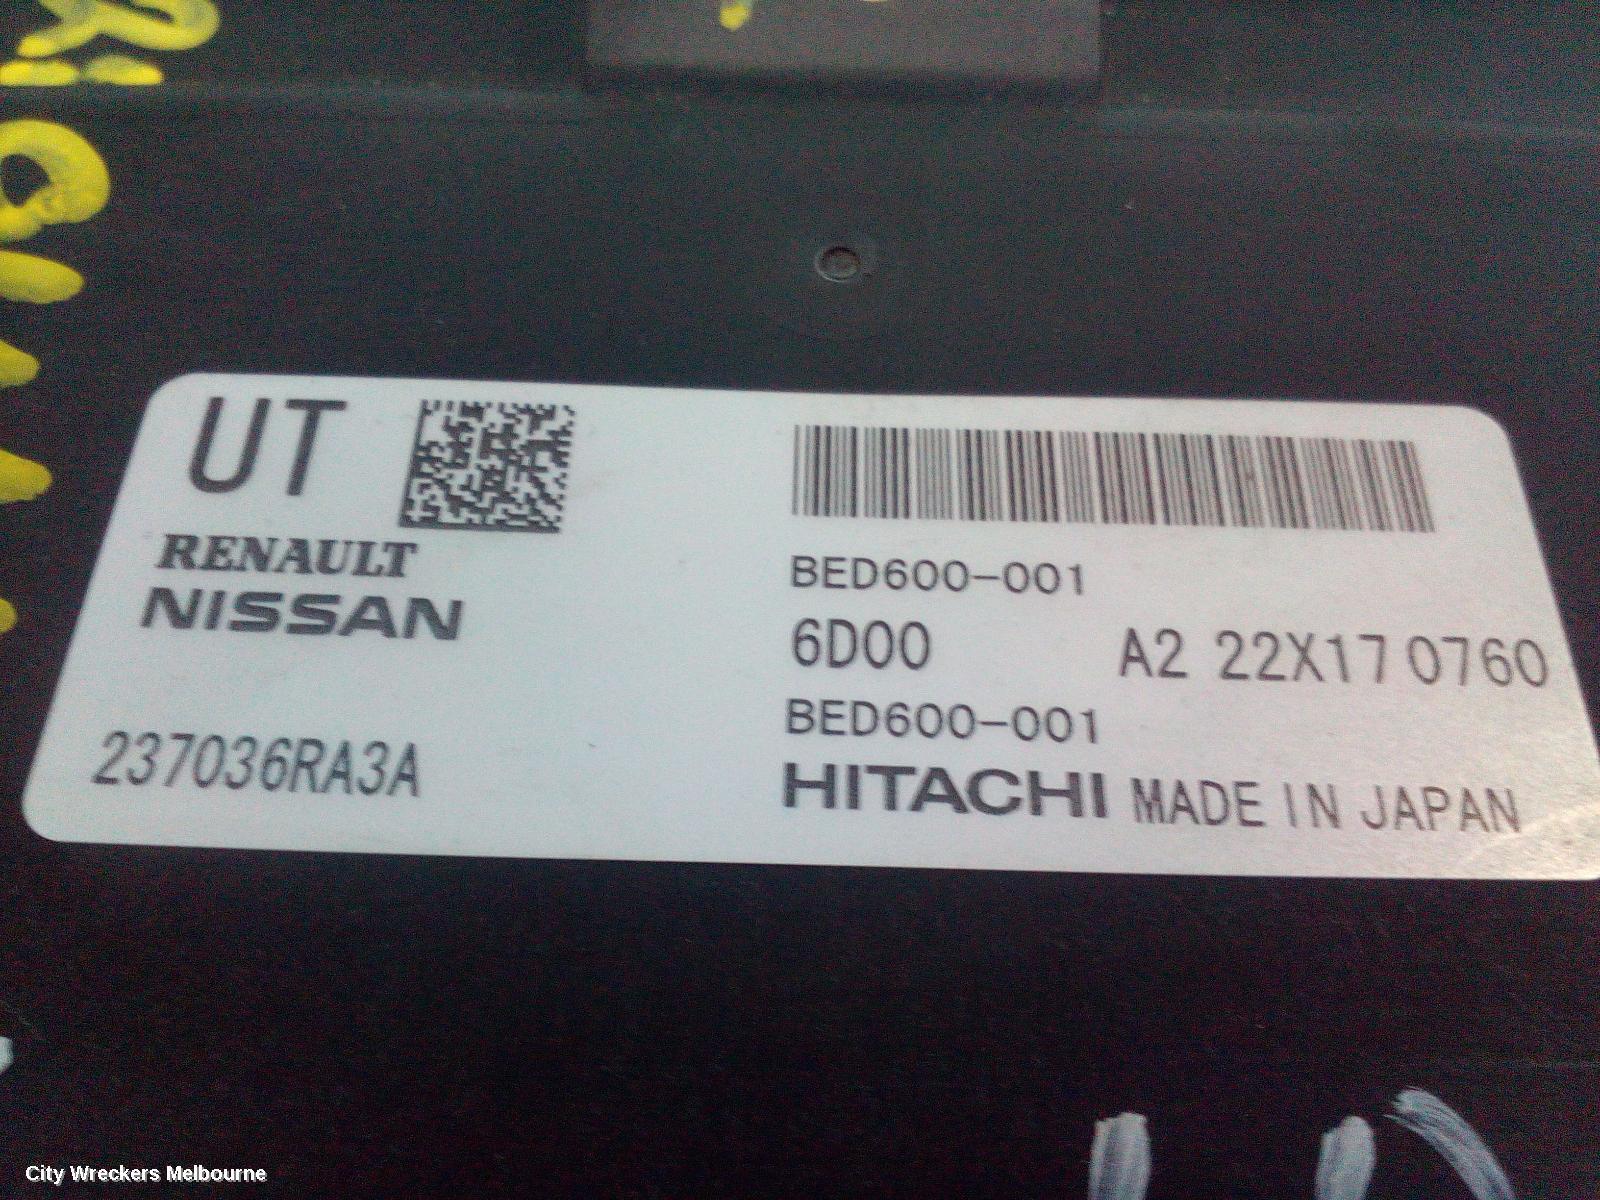 UT
RENAULT
NISSAN
237036RA3A
BED600-001
6D00 A2 22X17 0760
BED600-001
HITACHI MADE IN JAPAN
City Wreckers Melbourne